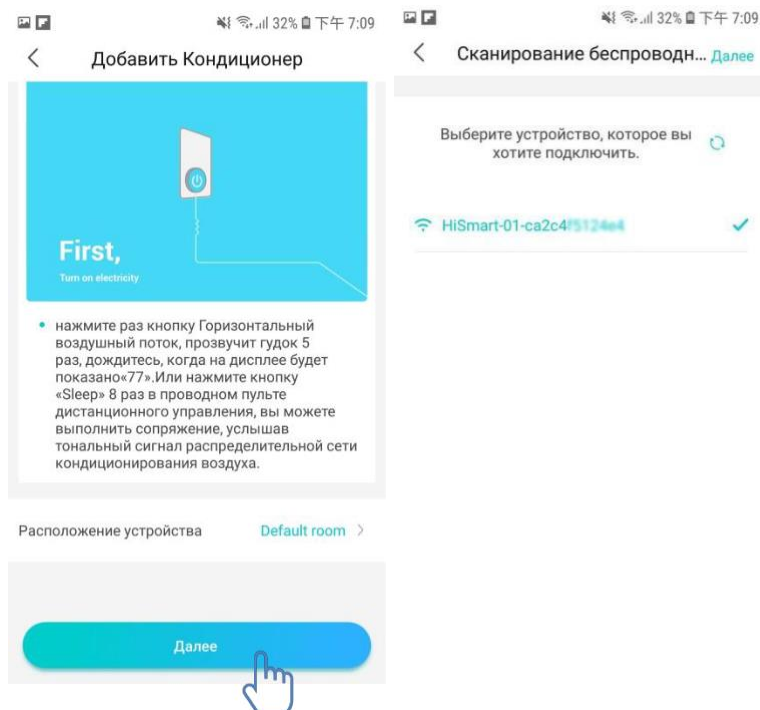 32% 下午 7:09
Добавить Кондиционер
First,
Turn on electricity
нажмите раз кнопку Горизонтальный
воздушный поток, прозвучит гудок 5
раз, дождитесь, когда на дисплее будет
показано«77».Или нажмите кнопку
«Sleep» 8 раз в проводном пульте
дистанционного управления, вы можете
выполнить сопряжение, услышав
тональный сигнал распределительной сети
кондиционирования воздуха.
Расположение устройства Default room
Далее
32% 下午 7:09
Сканирование беспроводн... Далее
Выберите устройство, которое вы
хотите подключить.
HiSmart-01-ca2c4